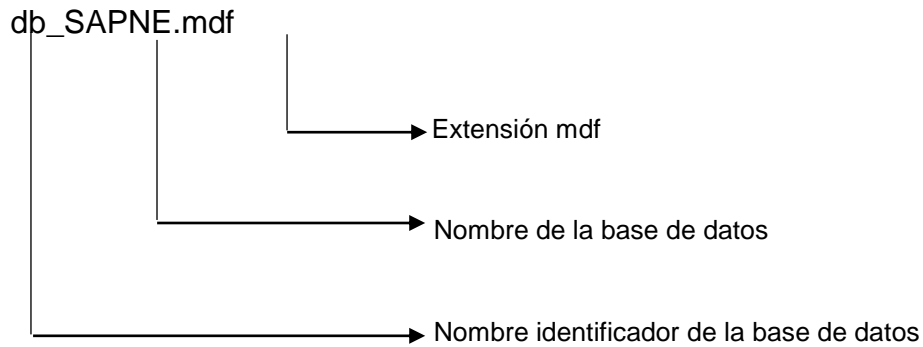 db_SAPNE.mdf
Extensión mdf
Nombre de la base de datos
Nombre identificador de la base de datos